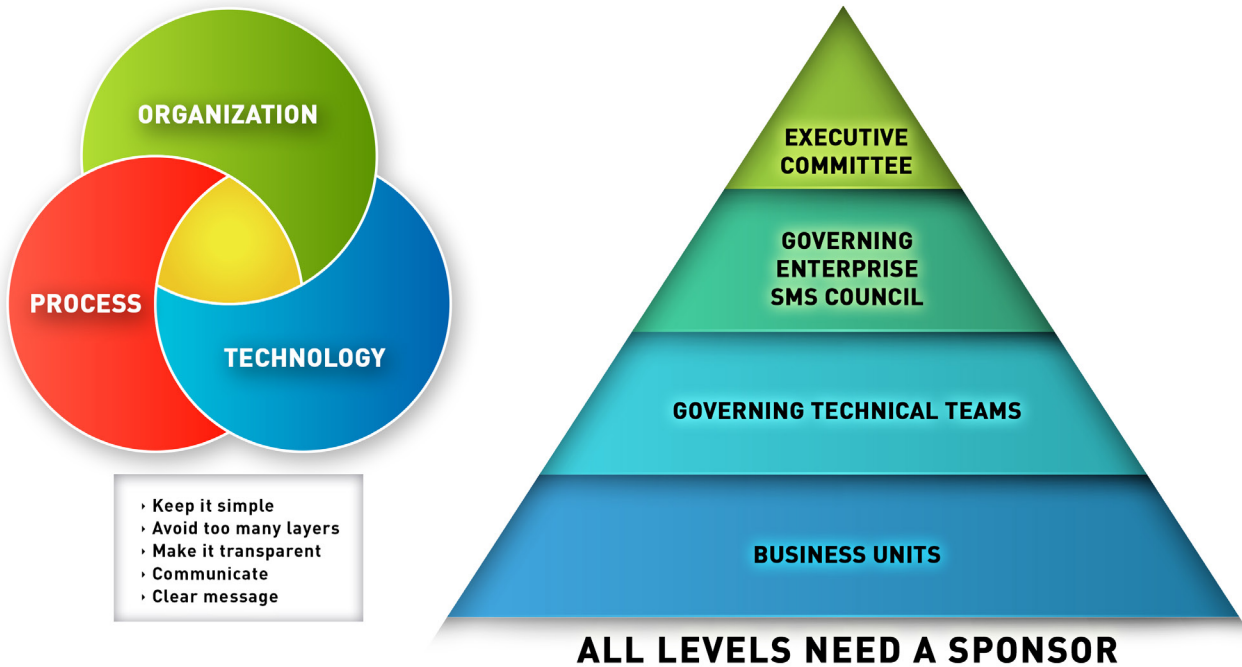 ORGANIZATION
PROCESS
TECHNOLOGY
‣ Keep it simple
‣ Avoid too many layers
‣ Make it transparent
‣ Communicate
‣ Clear message
EXECUTIVE
COMMITTEE
GOVERNING
ENTERPRISE
SMS COUNCIL
GOVERNING TECHNICAL TEAMS
BUSINESS UNITS
ALL LEVELS NEED A SPONSOR